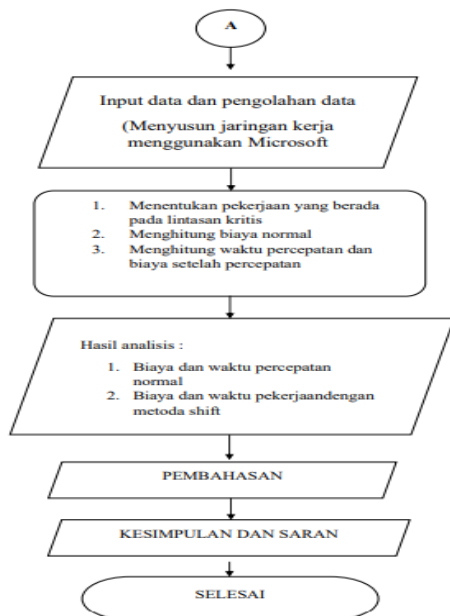 A
Input data dan pengolahan data
(Menyusun jaringan kerja
menggunakan Microsoft
1. Menentukan pekerjaan yang berada
pada lintasan kritis
2. Menghitung biaya normal
3. Menghitung waktu percepatan dan
biaya setelah percepatan
Hasil analisis :
1. Biaya dan waktu percepatan
normal
2. Biaya dan waktu pekerjaandengan
metoda shift
PEMBAHASAN
KESIMPULAN DAN SARAN
SELESAI